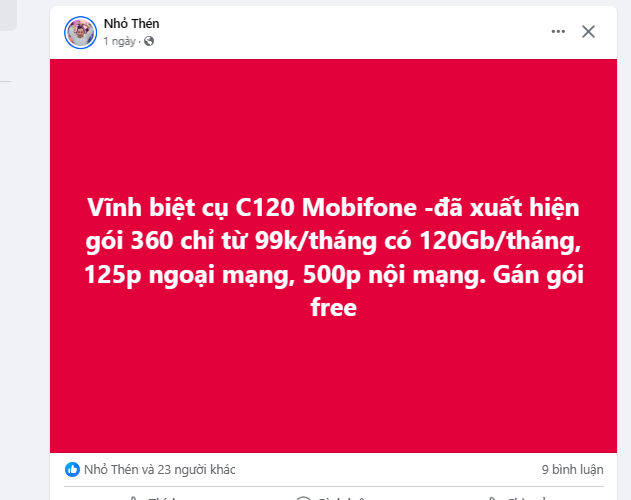 Nhỏ Thén
1 ngày ·
Vĩnh biệt cụ C120 Mobifone -đã xuất hiện
gói 360 chỉ từ 99k/tháng có 120Gb/tháng,
125p ngoại mạng, 500p nội mạng. Gán gói
free
Nhỏ Thén và 23 người khác
9 bình luận